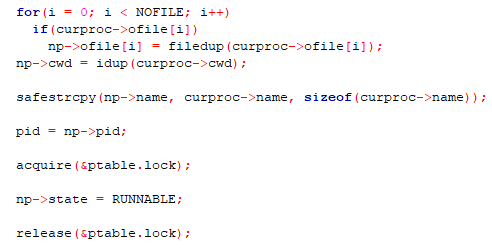 for(i = 0; i < NOFILE; i++)
if(curproc->ofile[i])
np->ofile[i] = filedup(curproc->ofile[i]);
np->cwd = idup(curproc->cwd);
safestrcpy(np->name, curproc->name, sizeof(curproc->name));
pid = np->pid;
acquire(&ptable.lock);
np->state = RUNNABLE;
release(&ptable.lock);